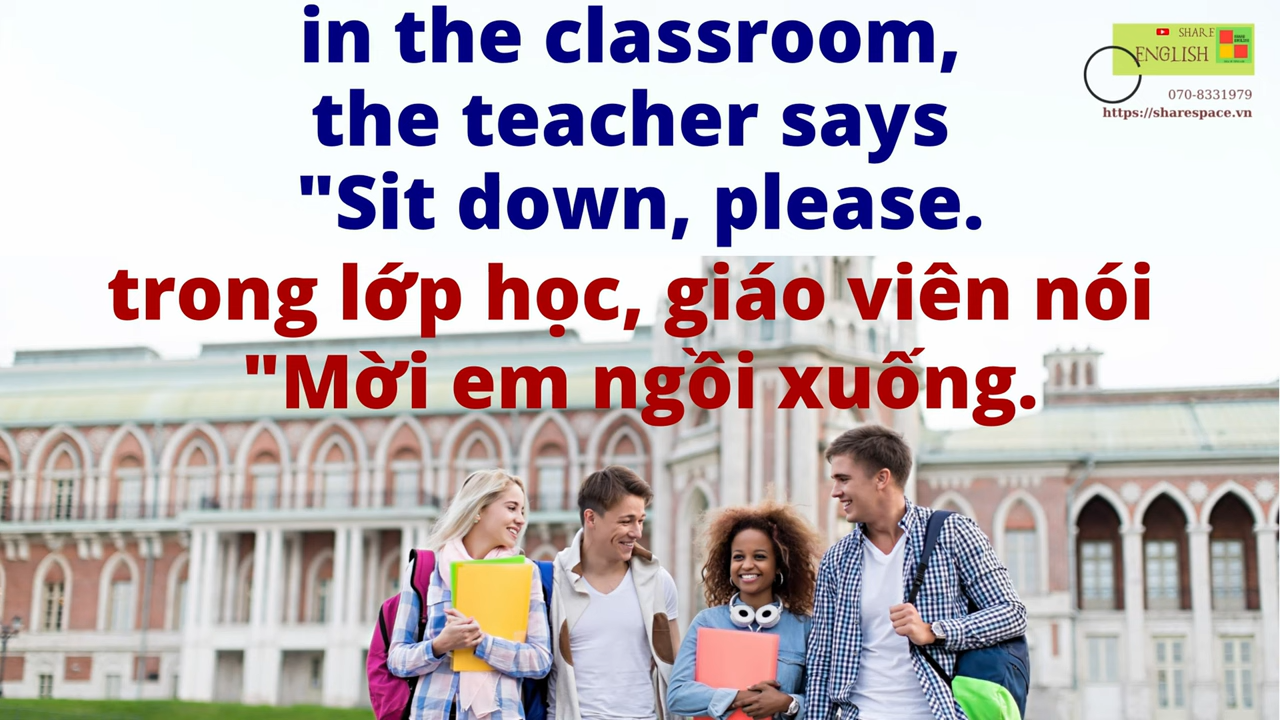 in the classroom,
the teacher says
"Sit down, please.
trong lớp học, giáo viên nói
"Mời em ngồi xuống.
SHARE
ENGLISH
070-8331979
https://sharespace.vn